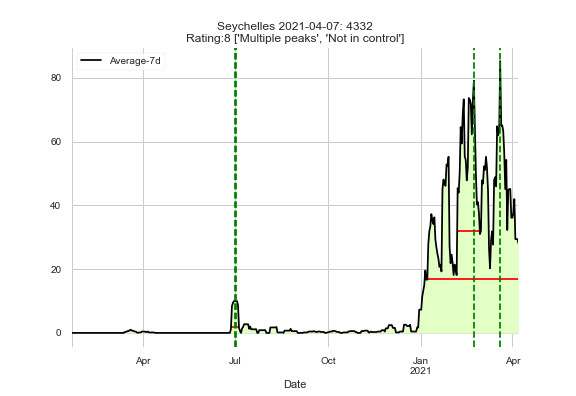 Seychelles 2021-04-07: 4332
Rating:8 ['Multiple peaks', 'Not in control']
Average-7d
80
60
40
20
0
Apr
Jul
Oct
Jan
2021
Apr
Date